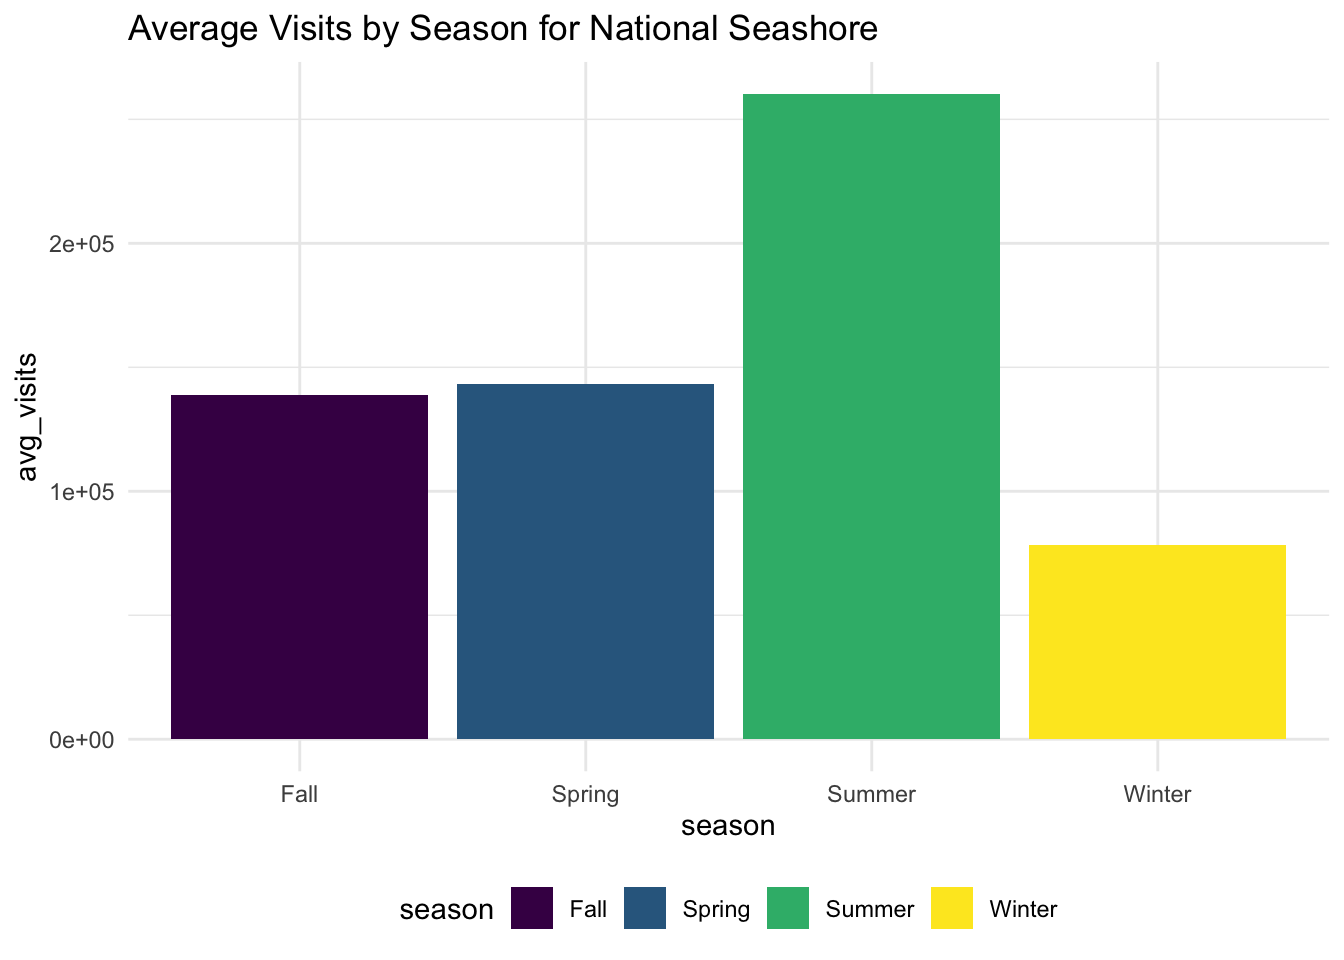 Average Visits by Season for National Seashore
avg_visits
2e+05
1e+05
0e+00
Fall Spring Summer Winter
season
season Fall Spring Summer Winter